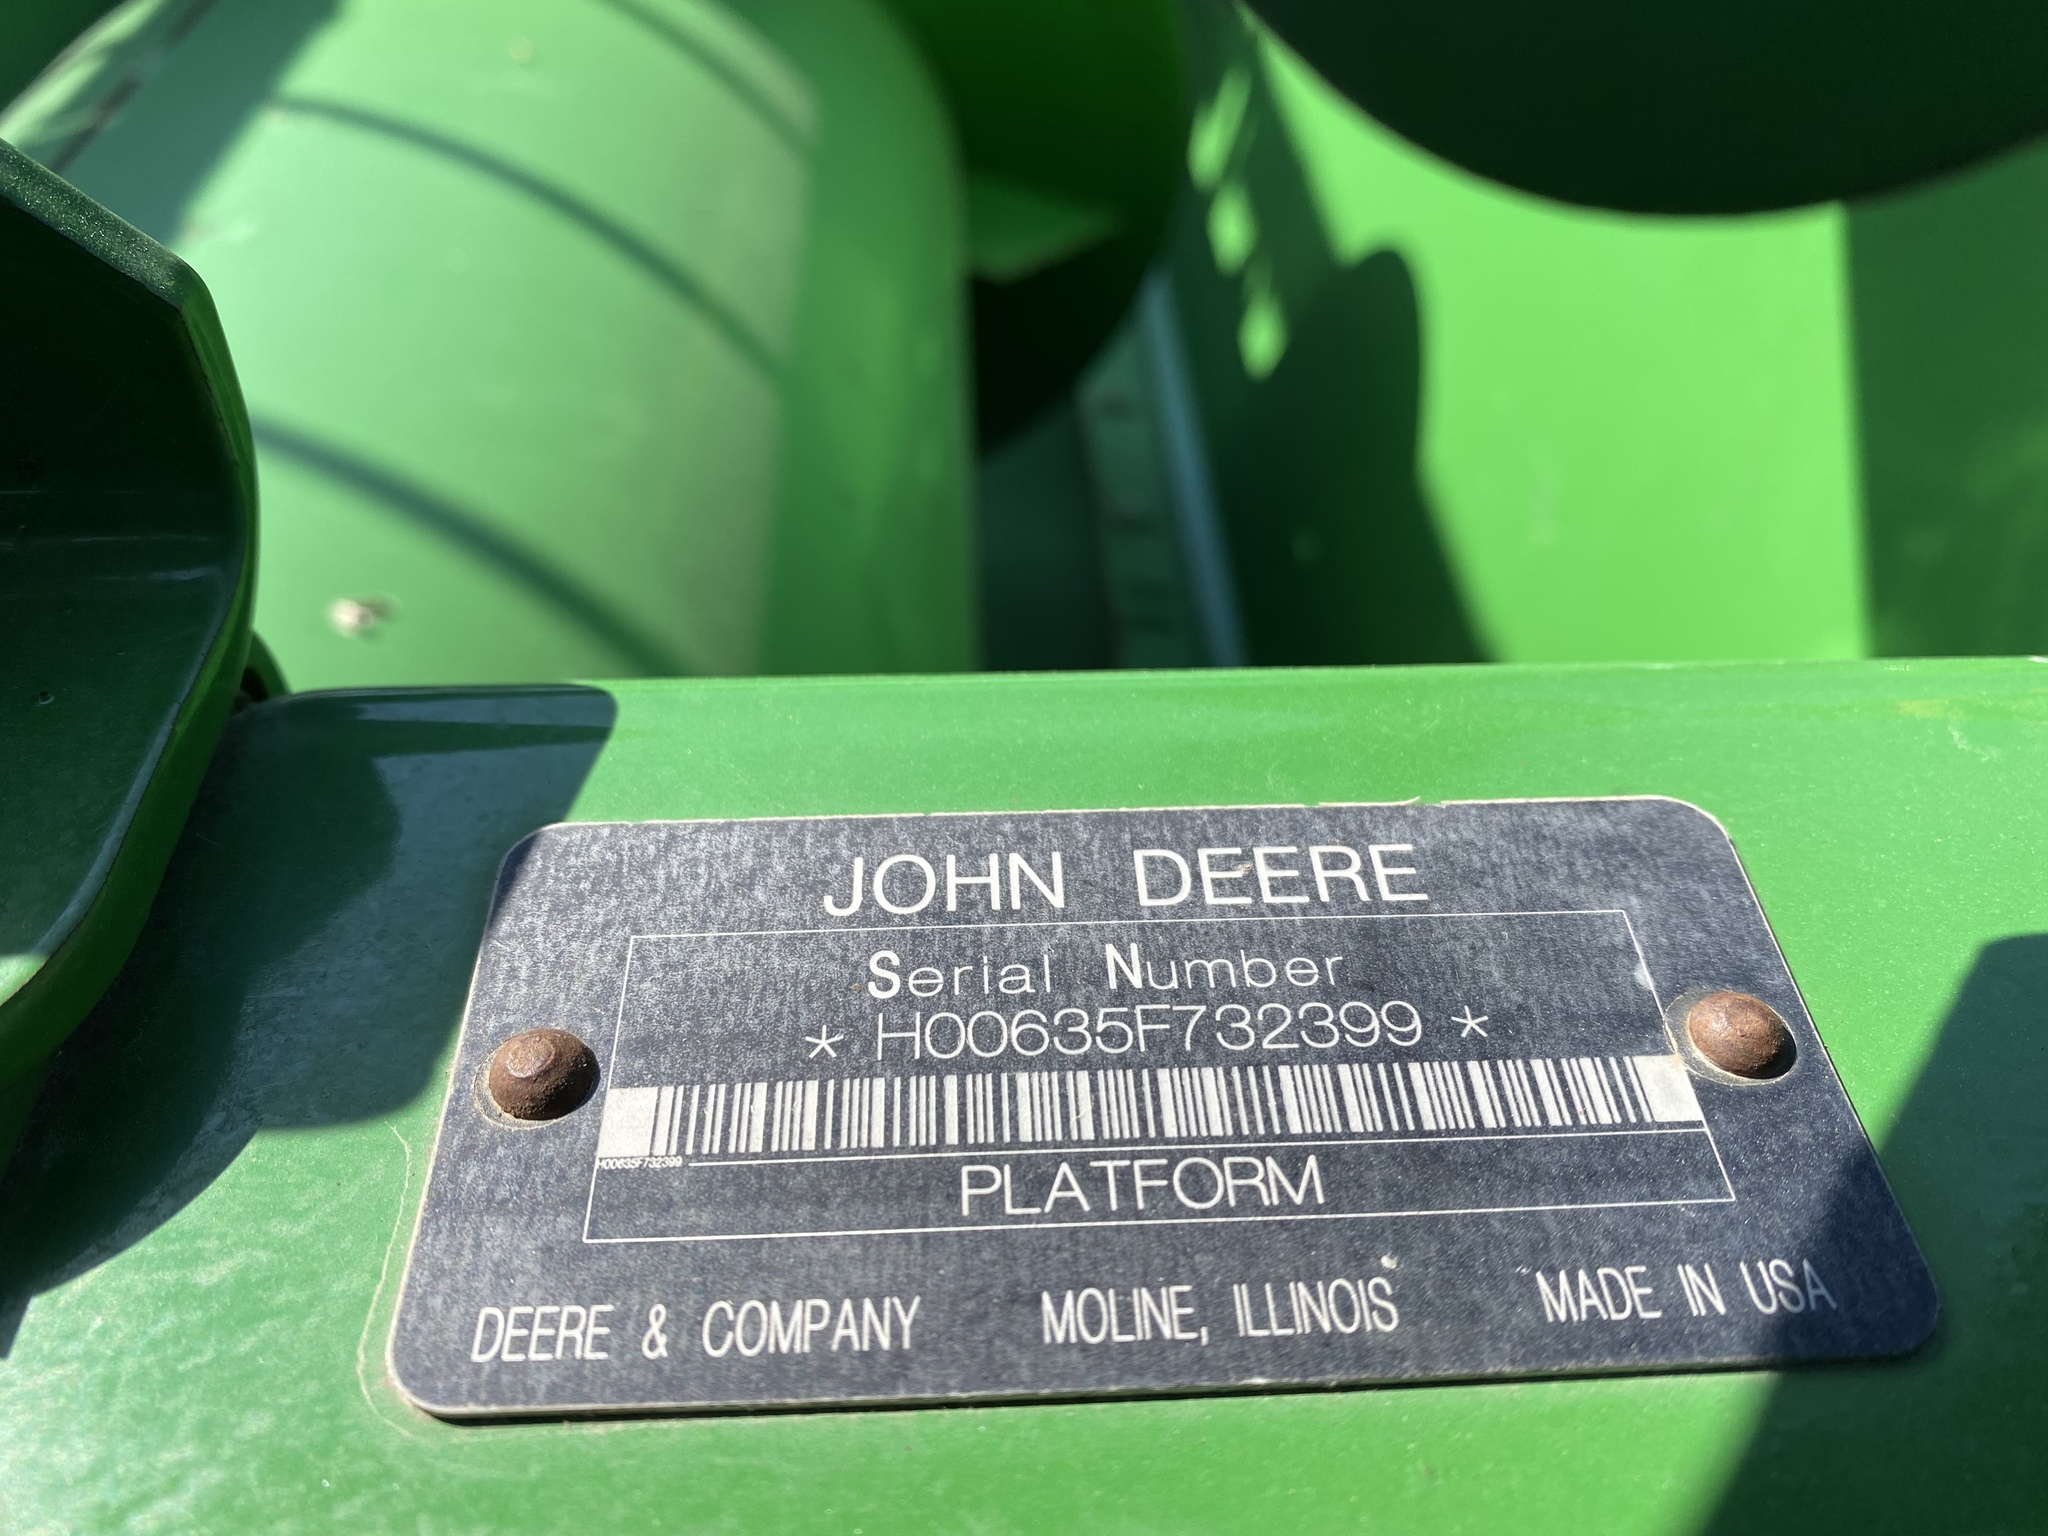 JOHN DEERE
Serial Number
* H00635F732399 *
H00635F732399
PLATFORM
DEERE & COMPANY MOLINE, ILLINOIS MADE IN USA